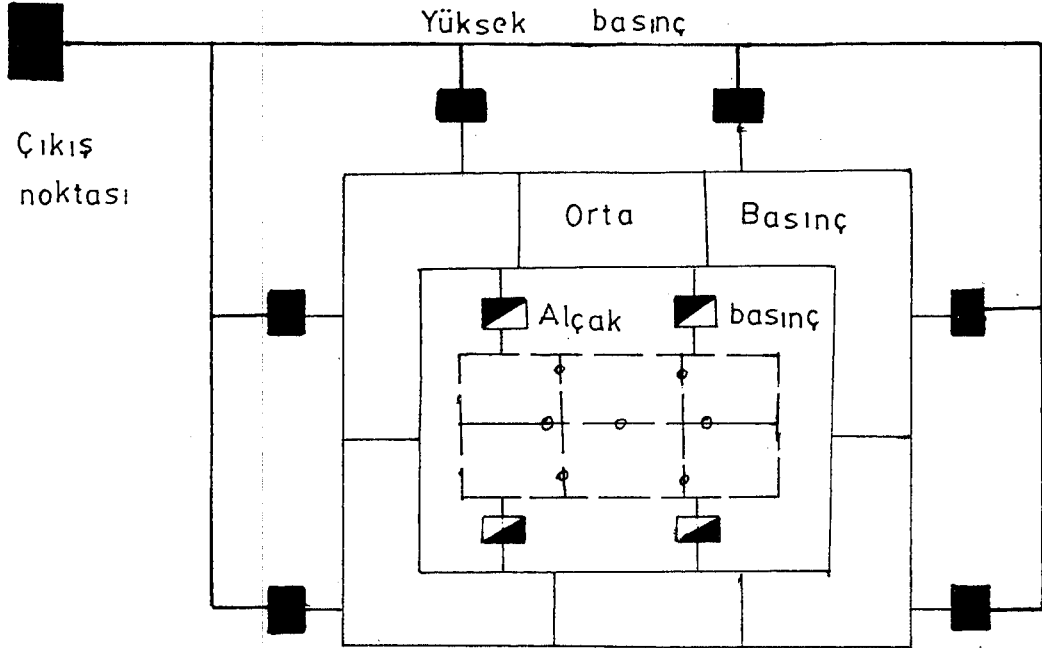 Yüksek basınç
Çıkış
noktası
Orta Basınç
Alçak basınç